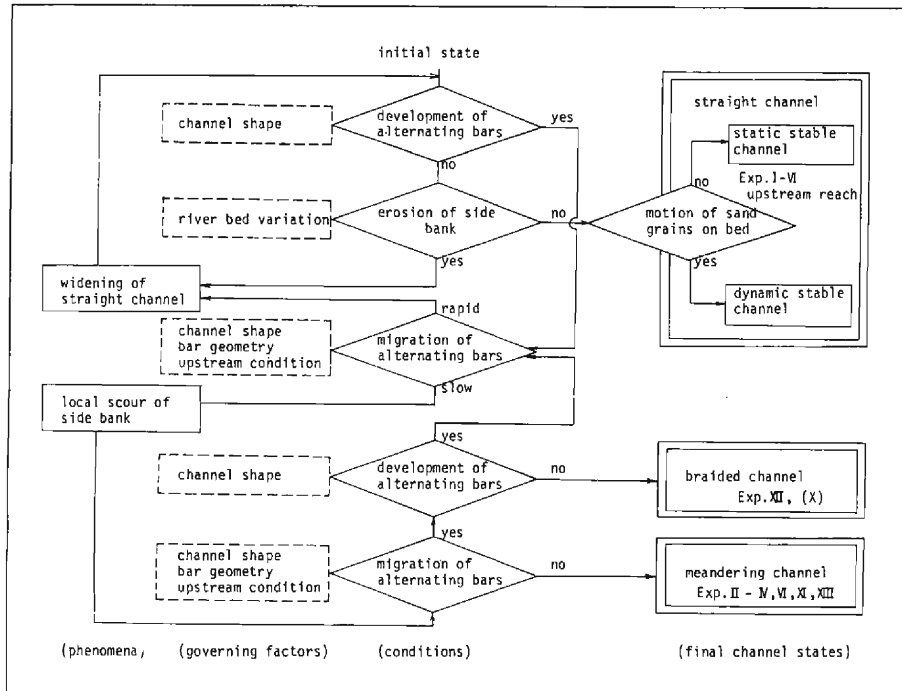 initial state
channel shape
development of
alternating bars
yes
no
river bed variation
erosion of side
bank
no
yes
straight channel
static stable
channel
Exp.I-VI
upstream reach
no
motion of sand
grains on bed
yes
dynamic stable
channel
widening of
straight channel
rapid
channel shape
bar geometry
upstream condition
migration of
alternating bars
slow
local scour of
side bank
yes
channel shape
development of
alternating bars
no
braided channel
Exp.XII, (X)
yes
channel shape
bar geometry
upstream condition
migration of
alternating bars
no
meandering channel
Exp.II - IV,VI,XI,XIII
(phenomena, (governing factors) (conditions) (final channel states)